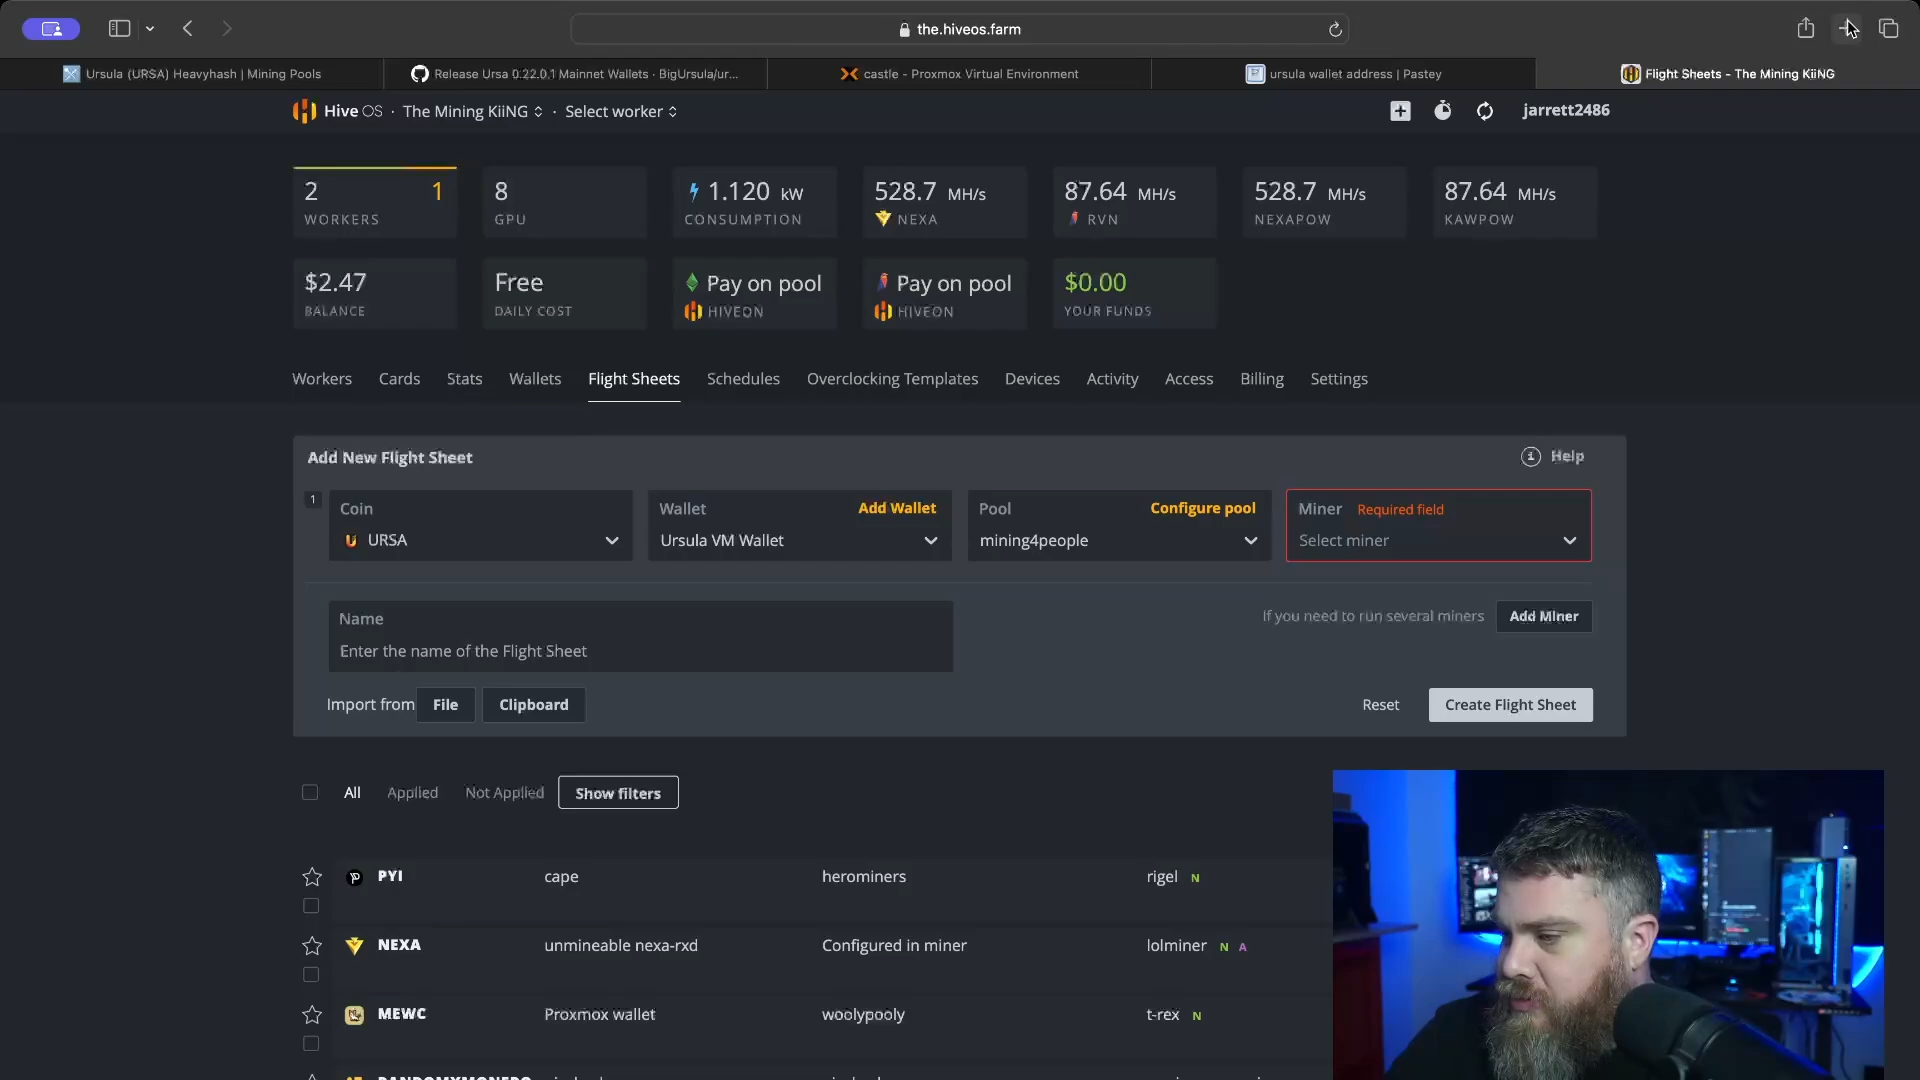 the.hiveos.farm
Ursula (URSA) Heavyhash | Mining Pools
Release Ursa 0.22.0.1 Mainnet Wallets · BigUrsula/ur...
castle - Proxmox Virtual Environment
ursula wallet address | Pastey
Flight Sheets - The Mining KiiNG
Hive OS · The Mining KiiNG · Select worker
jarrett2486
2 1
WORKERS
8
GPU
1.120 kW
CONSUMPTION
528.7 MH/s
NEXA
87.64 MH/s
RVN
528.7 MH/s
NEXAPOW
87.64 MH/s
KAWPOW
$2.47
BALANCE
Free
DAILY COST
Pay on pool
HIVEON
Pay on pool
HIVEON
$0.00
YOUR FUNDS
Workers Cards Stats Wallets Flight Sheets Schedules Overclocking Templates Devices Activity Access Billing Settings
Add New Flight Sheet
Help
1
Coin
URSA
Wallet Add Wallet
Ursula VM Wallet
Pool Configure pool
mining4people
Miner Required field
Select miner
Name
Enter the name of the Flight Sheet
If you need to run several miners Add Miner
Import from File Clipboard
Reset Create Flight Sheet
All Applied Not Applied Show filters
PYI cape herominers rigel N
NEXA unmineable nexa-rxd Configured in miner lolminer N A
MEWC Proxmox wallet woolypooly t-rex N